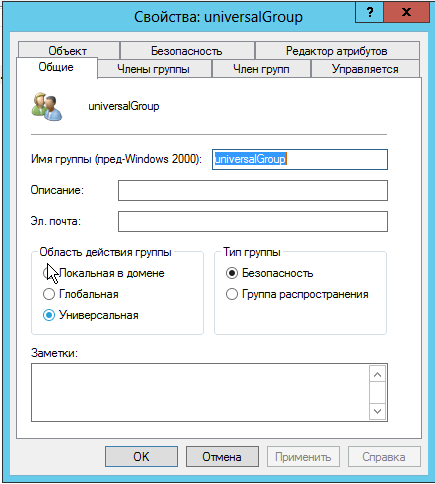 Свойства: universalGroup
?
x
Объект
Безопасность
Редактор атрибутов
Общие
Члены группы
Член групп
Управляется
universalGroup
Имя группы (пред-Windows 2000):
universalGroup
Описание:
Эл. почта:
Область действия группы
Тип группы
Локальная в домене
Безопасность
Глобальная
Группа распространения
Универсальная
Заметки:
OK
Отмена
Применить
Справка